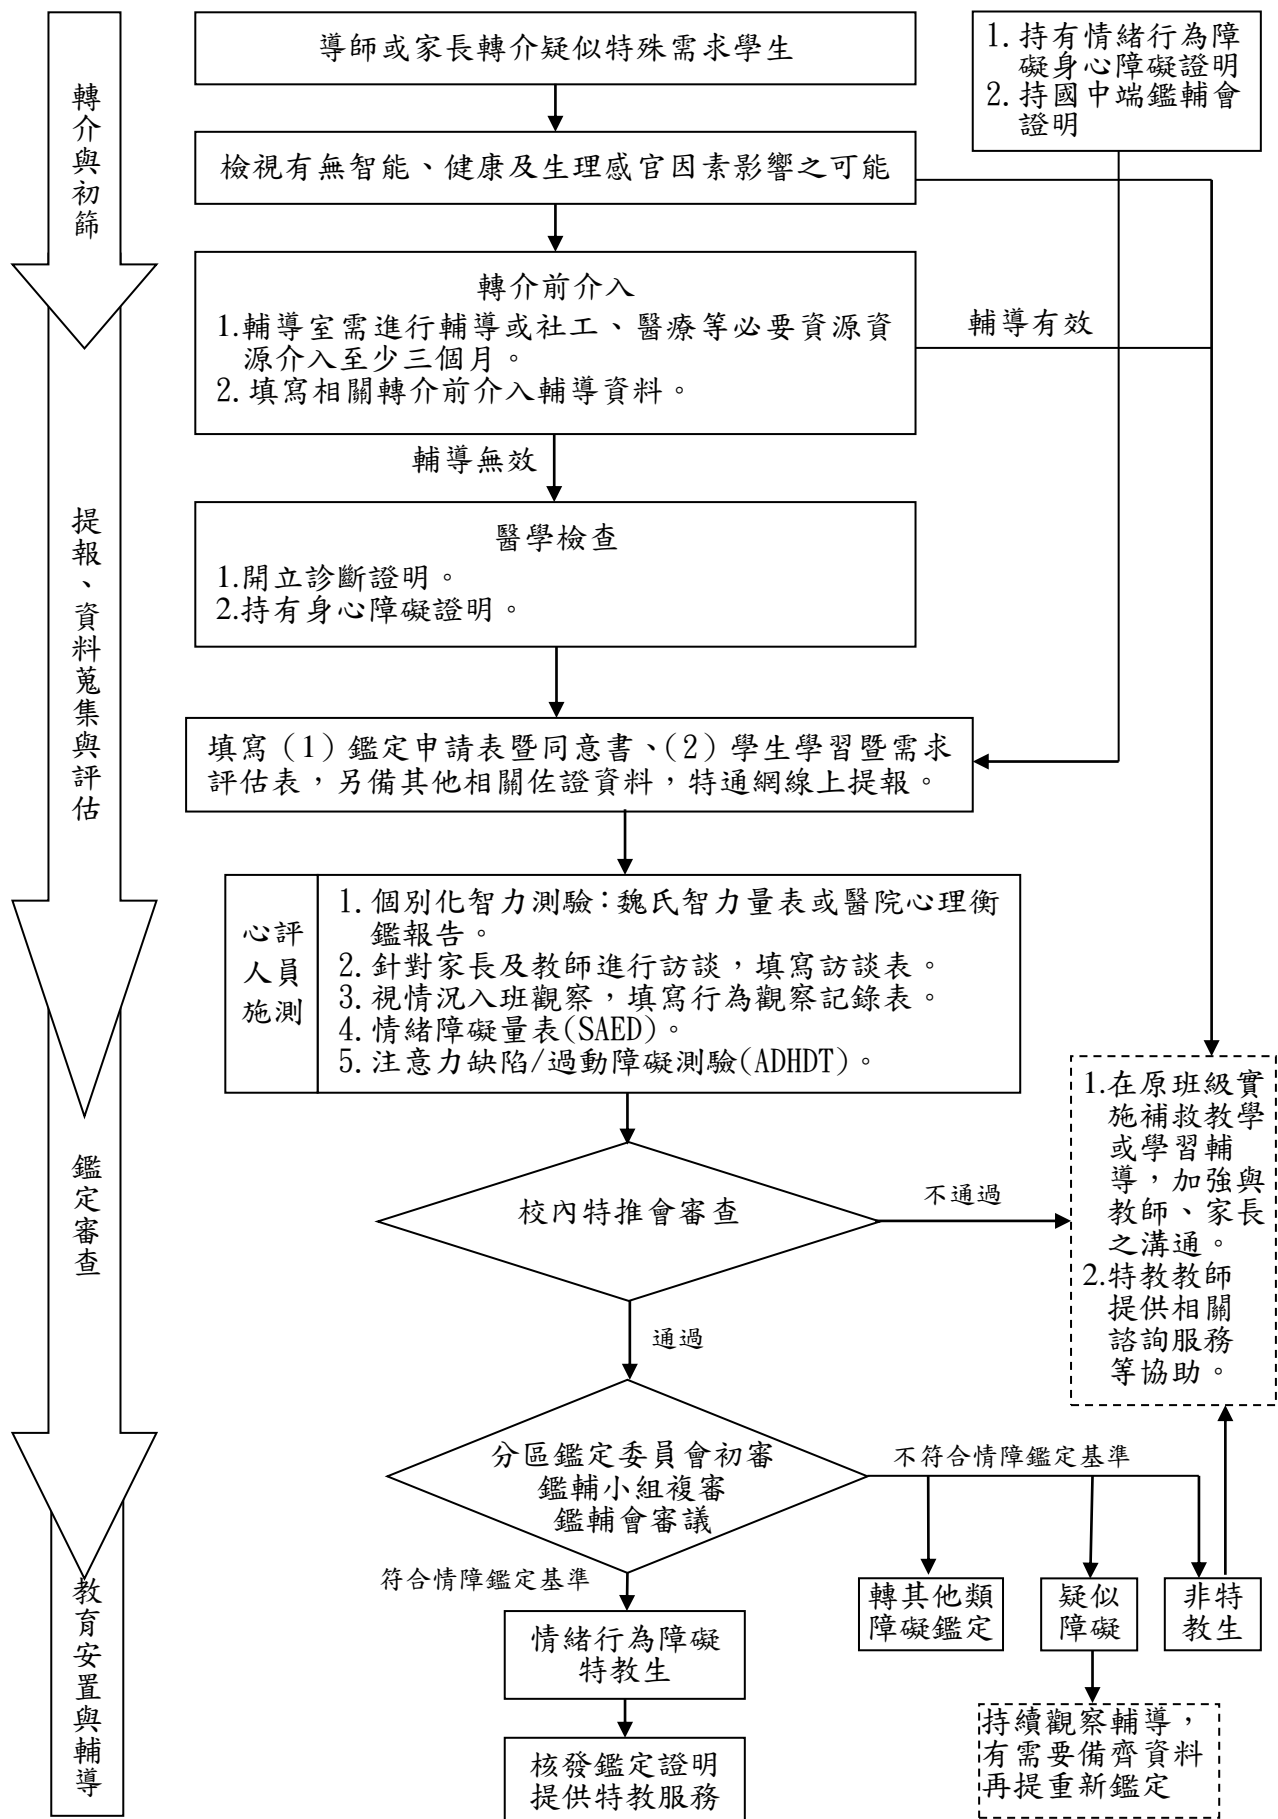 導師或家長轉介疑似特殊需求學生
1. 持有情緒行為障
礙身心障礙證明
2. 持國中端鑑輔會
證明
轉介與初篩
檢視有無智能、健康及生理感官因素影響之可能
轉介前介入
1.輔導室需進行輔導或社工、醫療等必要資源資
源介入至少三個月。
2. 填寫相關轉介前介入輔導資料。
輔導有效
輔導無效
提報、資料蒐集與評估
醫學檢查
1.開立診斷證明。
2.持有身心障礙證明。
填寫(1)鑑定申請表暨同意書、(2)學生學習暨需求
評估表，另備其他相關佐證資料，特通網線上提報。
心評
人員
施測
1. 個別化智力測驗：魏氏智力量表或醫院心理衡
鑑報告。
2. 針對家長及教師進行訪談，填寫訪談表。
3. 視情況入班觀察，填寫行為觀察記錄表。
4. 情緒障礙量表(SAED)。
5. 注意力缺陷/過動障礙測驗(ADHDT)。
1.在原班級實
施補救教學
或學習輔
導，加強與
教師、家長
之溝通。
2.特教教師
提供相關
諮詢服務
等協助。
鑑定審查
校內特推會審查
不通過
通過
分區鑑定委員會初審
鑑輔小組複審
鑑輔會審議
不符合情障鑑定基準
符合情障鑑定基準
轉其他類
障礙鑑定
疑似
障礙
非特
教生
教育安置與輔導
情緒行為障礙
特教生
持續觀察輔導，
有需要備齊資料
再提重新鑑定
核發鑑定證明
提供特教服務